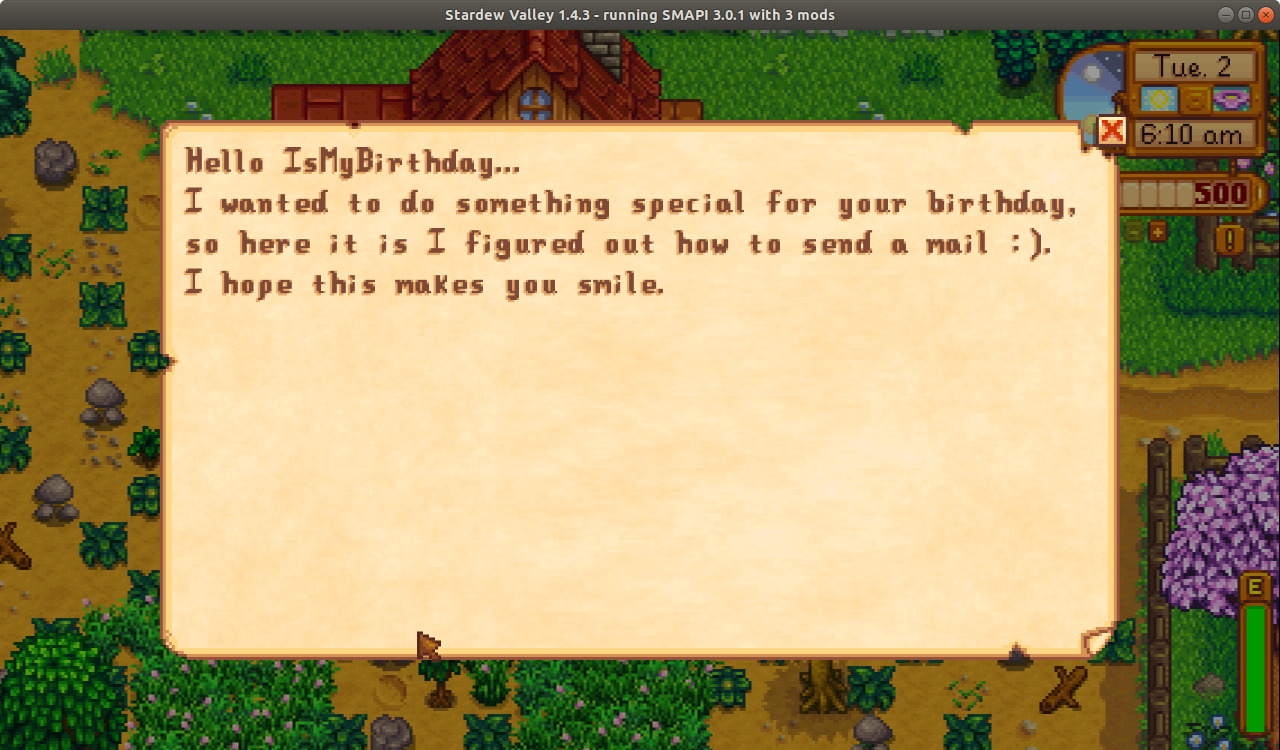 Stardew Valley 1.4.3 - running SMAPI 3.0.1 with 3 mods
Tue. 2
6:10 am
500
Hello IsMyBirthday...
I wanted to do something special for your birthday,
so here it is I figured out how to send a mail :).
I hope this makes you smile.
E